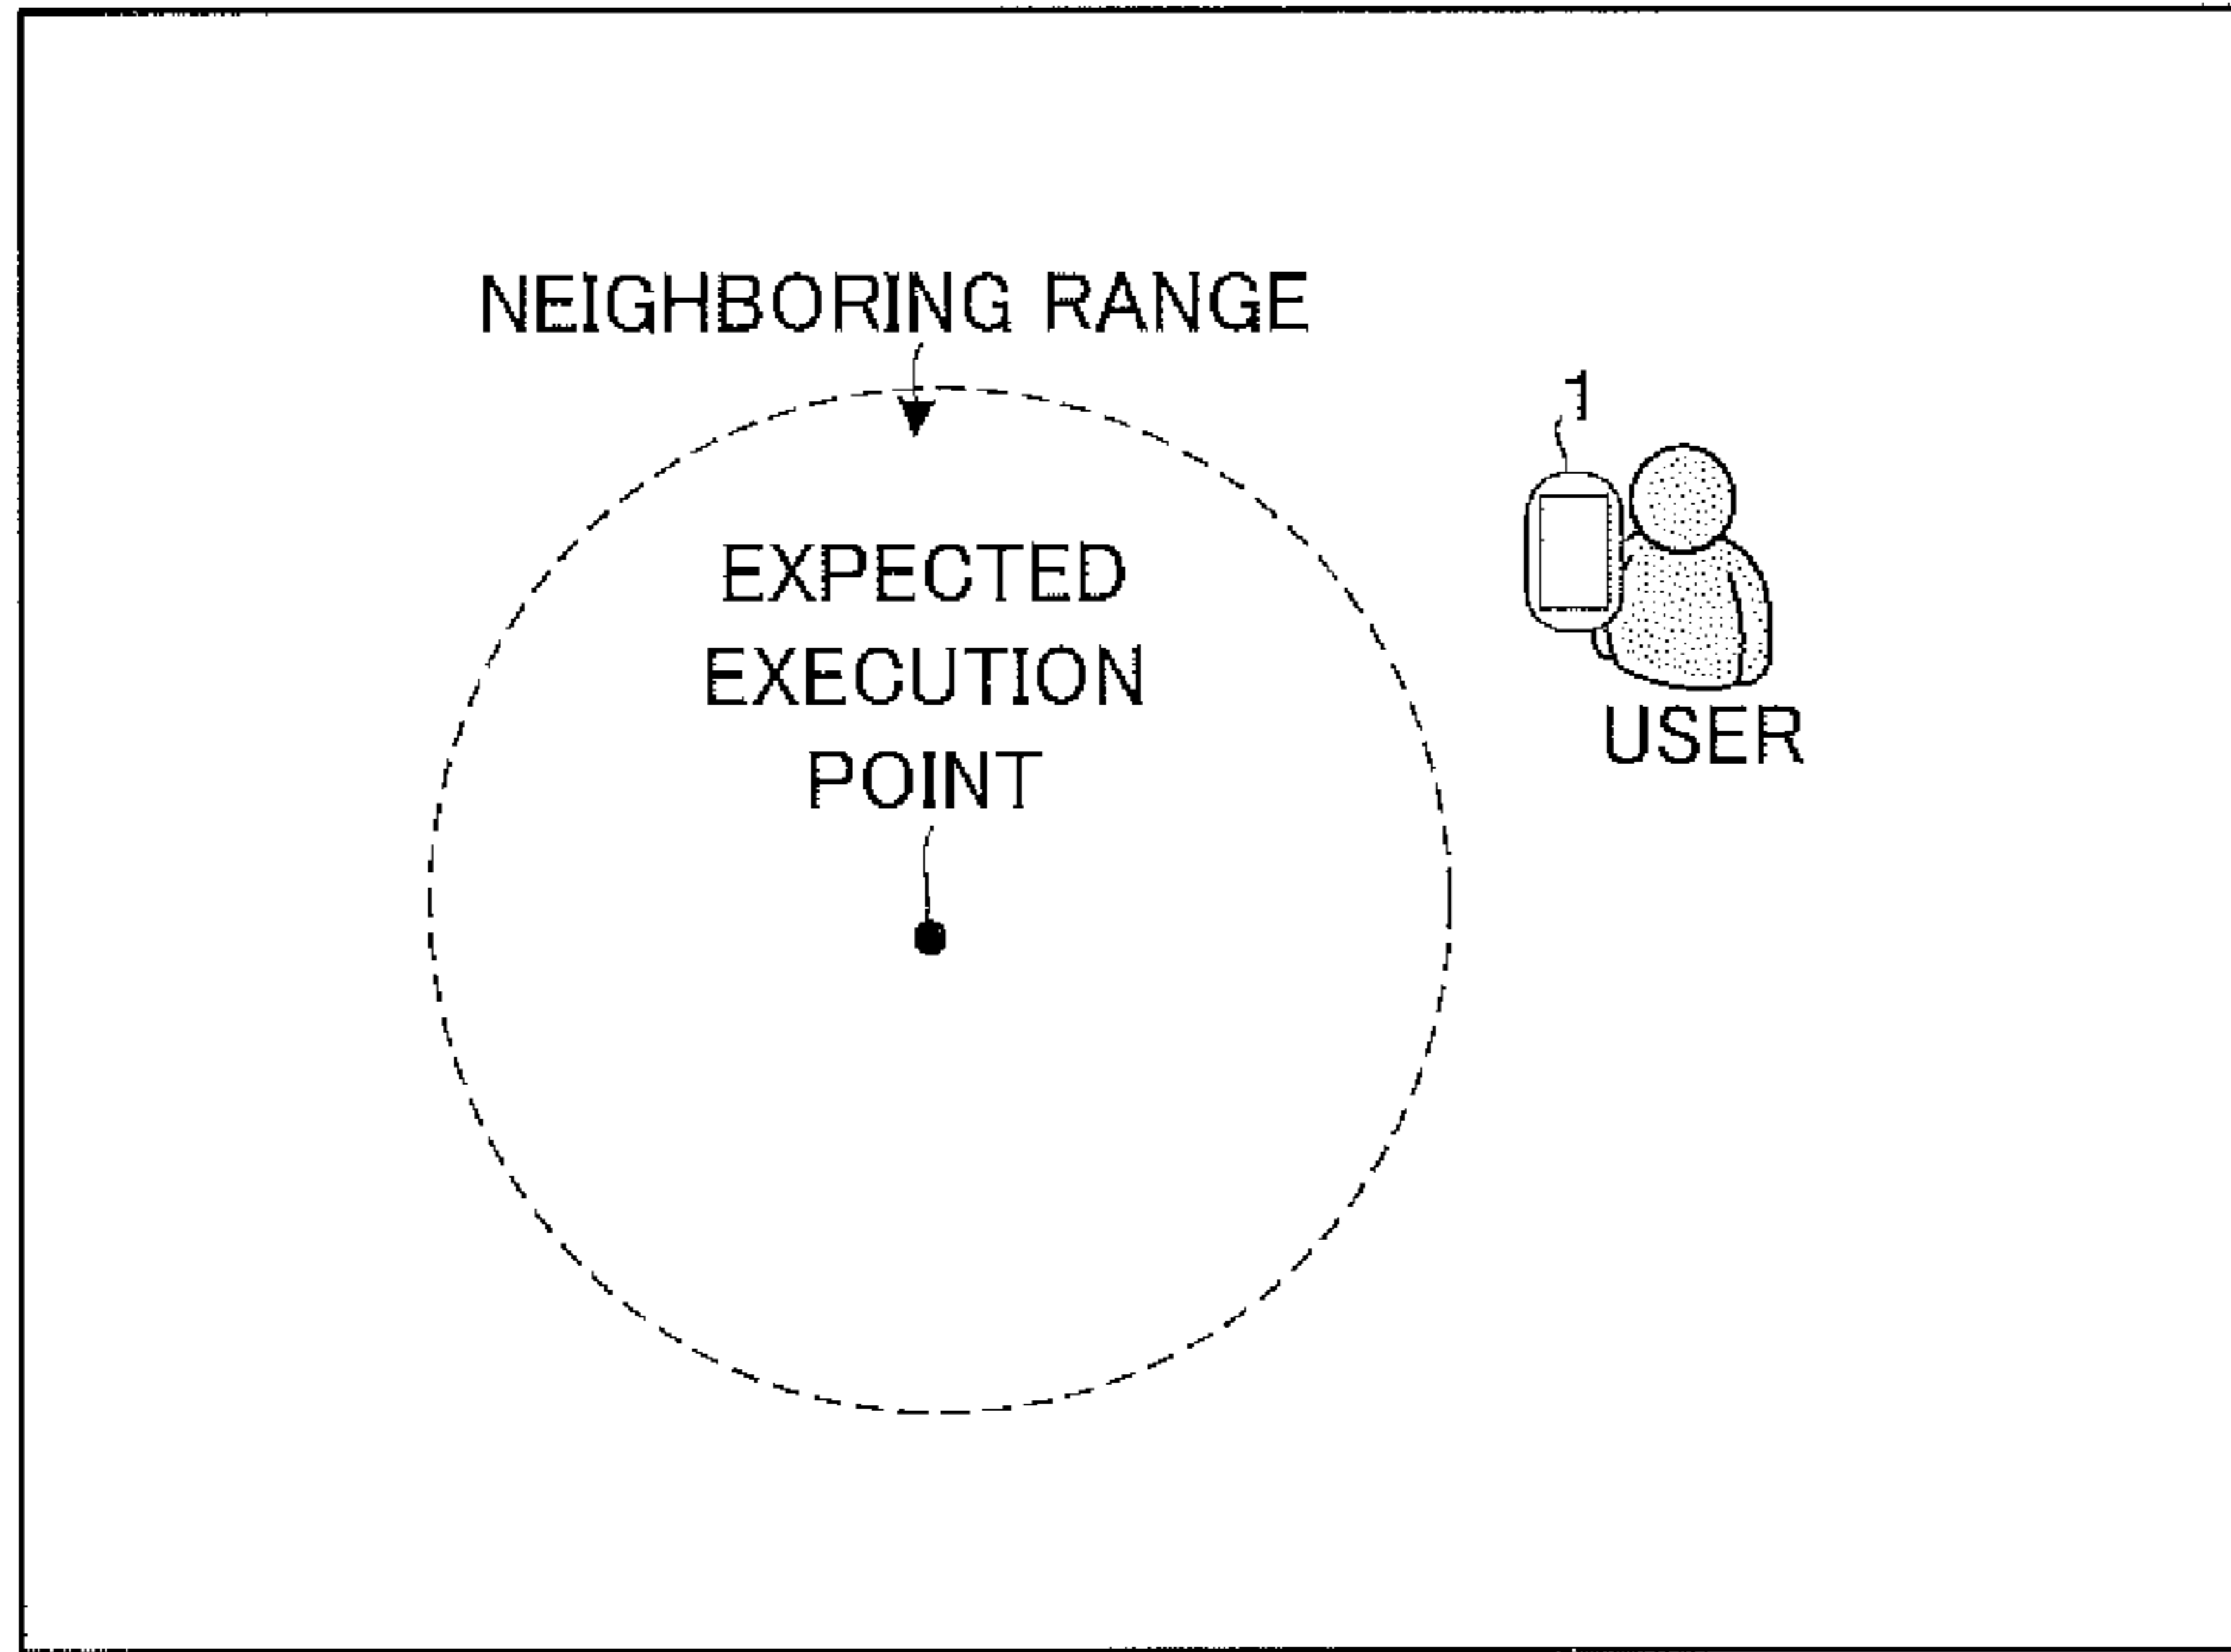 NEIGHBORING RANGE
1
EXPECTED
EXECUTION
POINT
USER